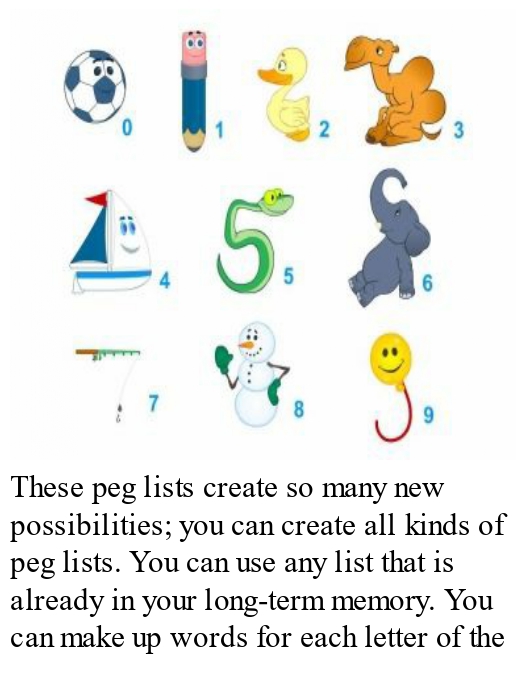 0 1 2 3
4 5 6
7 8 9
These peg lists create so many new
possibilities; you can create all kinds of
peg lists. You can use any list that is
already in your long-term memory. You
can make up words for each letter of the